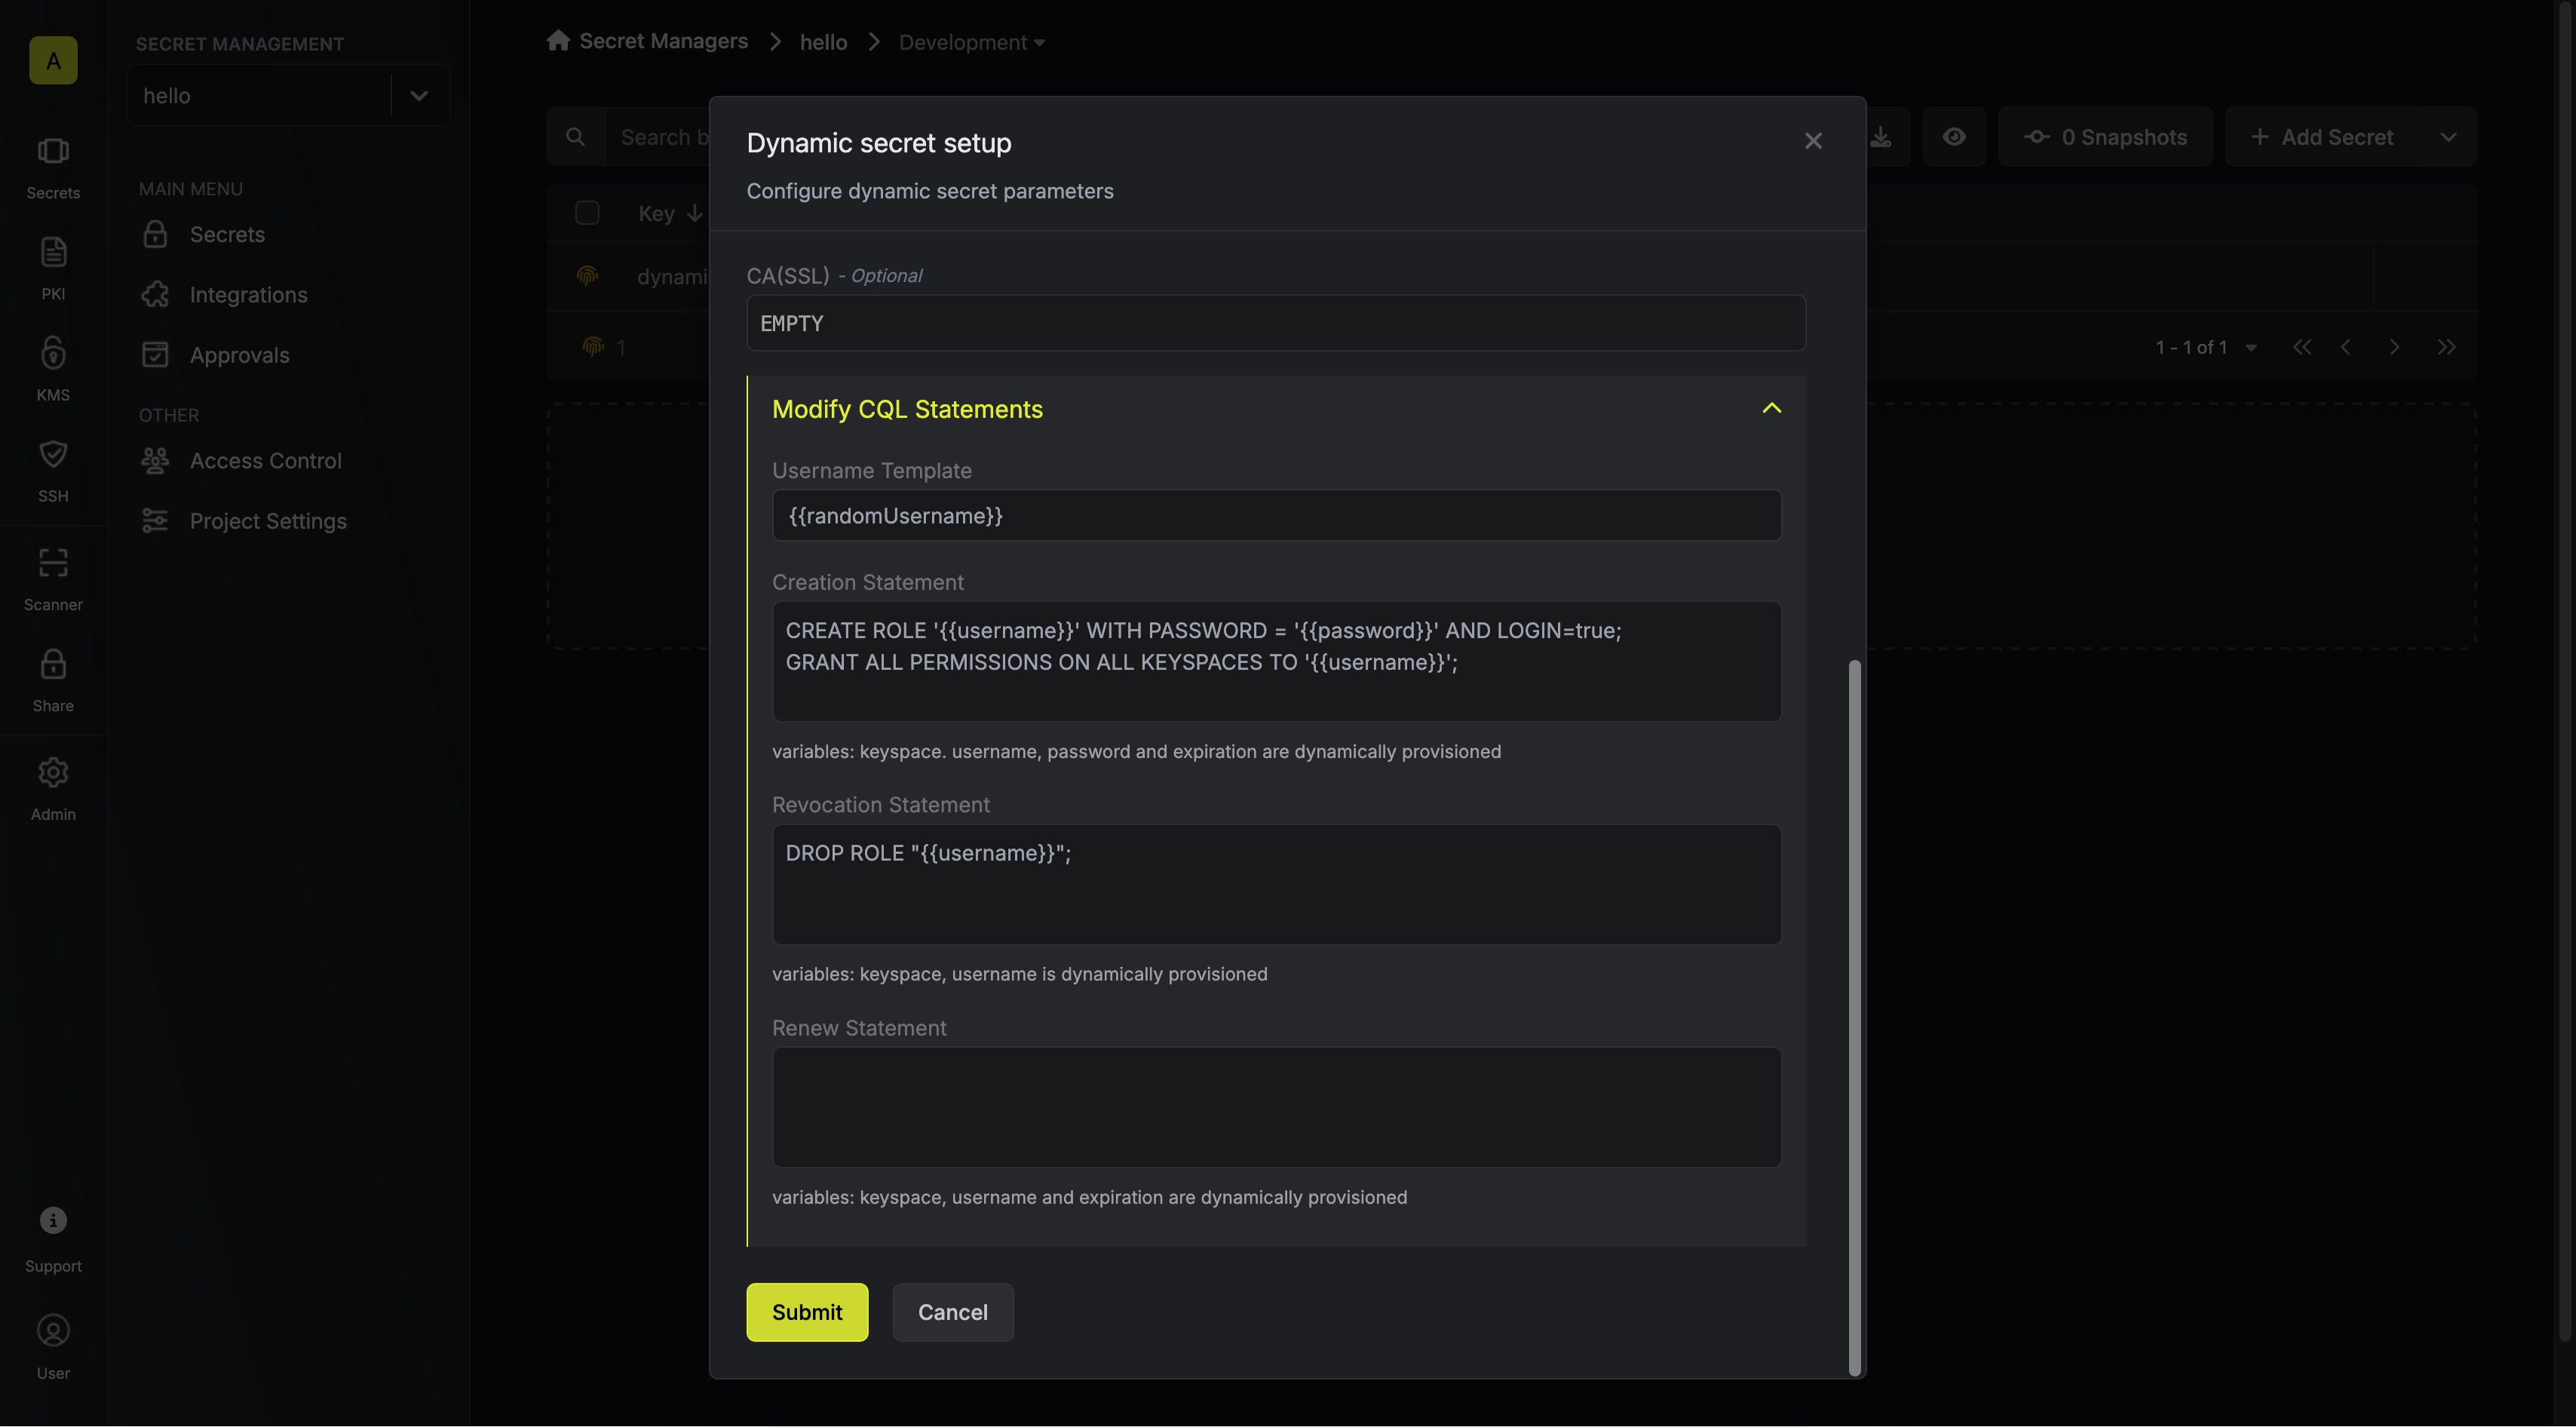 A
Secrets
PKI
KMS
SSH
Scanner
Share
Admin
Support
User
SECRET MANAGEMENT
hello
MAIN MENU
Secrets
Integrations
Approvals
OTHER
Access Control
Project Settings
Secret Managers
hello
Development
Search b
0 Snapshots
Add Secret
Key
dynami
1
1 - 1 of 1
Dynamic secret setup
Configure dynamic secret parameters
CA(SSL) - Optional
EMPTY
Modify CQL Statements
Username Template
{{randomUsername}}
Creation Statement
CREATE ROLE '{{username}}' WITH PASSWORD = '{{password}}' AND LOGIN=true;
GRANT ALL PERMISSIONS ON ALL KEYSPACES TO '{{username}}';
variables: keyspace. username, password and expiration are dynamically provisioned
Revocation Statement
DROP ROLE "{{username}}";
variables: keyspace, username is dynamically provisioned
Renew Statement
variables: keyspace, username and expiration are dynamically provisioned
Submit
Cancel